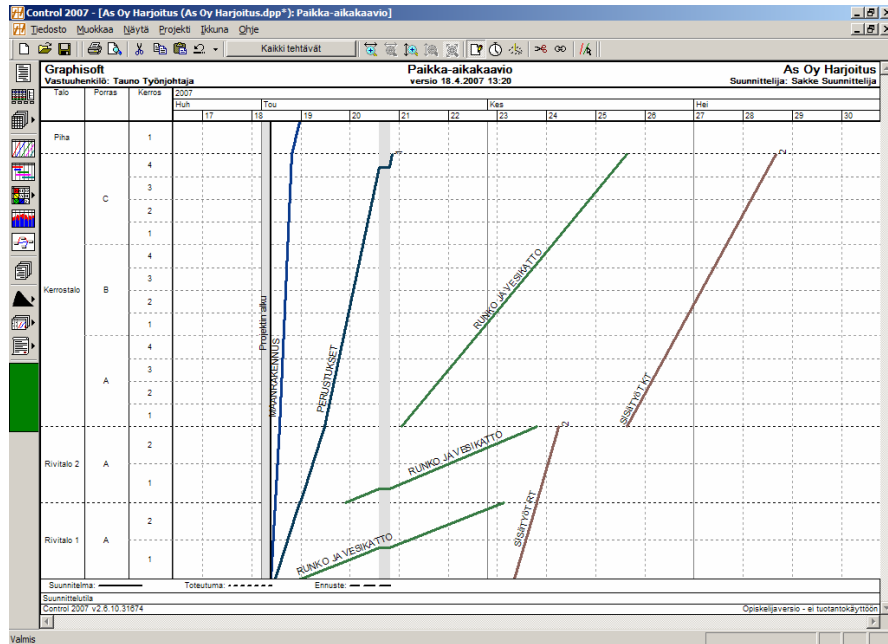 Control 2007 - [As Oy Harjoitus (As Oy Harjoitus.dpp*): Paikka-aikakaavio]
Tiedosto Muokkaa Näytä Projekti Ikkuna Ohje
Kaikki tehtävät
Graphisoft Paikka-aikakaavio As Oy Harjoitus
Vastuuhenkilö: Tauno Työnjohtaja versio 18.4.2007 13:20 Suunnittelija: Sakke Suunnittelija
Talo Porras Kerros 2007
Huh Tou Kes Hei
17 18 19 20 21 22 23 24 25 26 27 28 29 30
Piha 1
4
3
C
2
1
4
3
Kerrostalo B
2
1
4
3
A
2
1
2
Rivitalo 2 A
1
2
Rivitalo 1 A
1
Projektin alku
MAANRAKENNUS
PERUSTUKSET
1
RUNKO JA VESIKATTO
RUNKO JA VESIKATTO
RUNKO JA VESIKATTO
SISÄTYÖT KT
2
SISÄTYÖT RT
2
Suunnitelma: Toteutuma: Ennuste:
Suunnittelutila
Control 2007 v2.6.10.31674 Opiskelijaversio - ei tuotantokäyttöön
Valmis